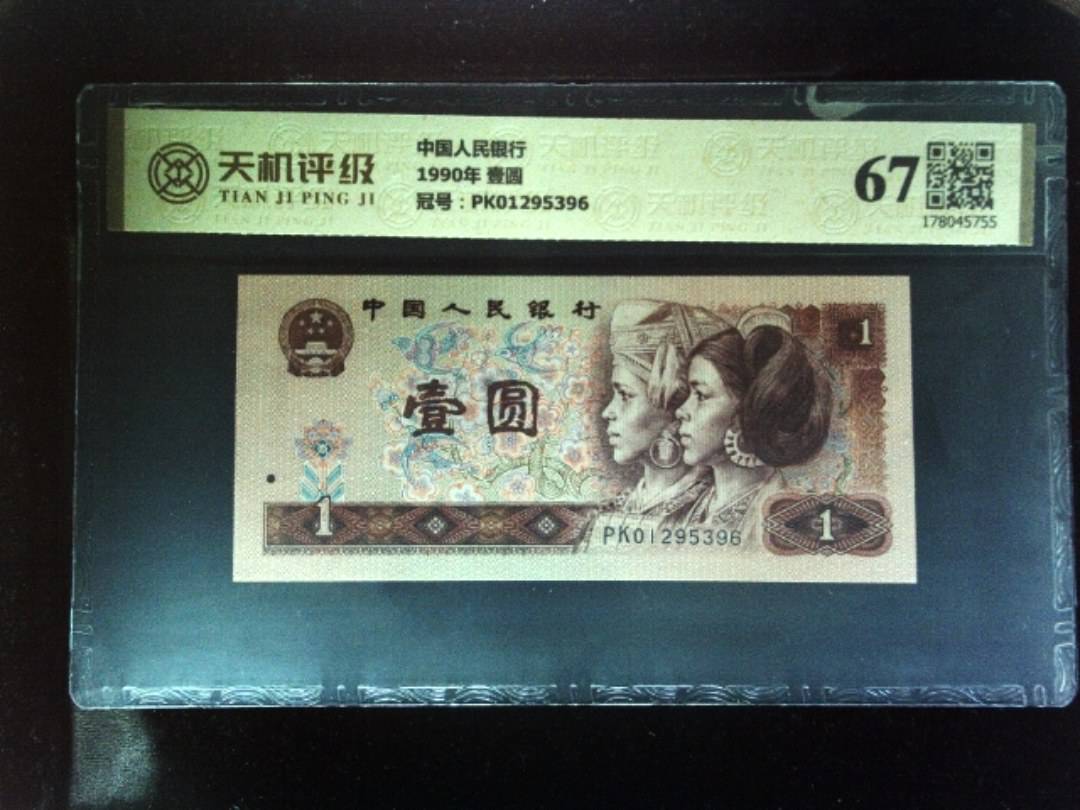 天机评级
TIAN JI PING JI
中国人民银行
1990年 壹圆
冠号：PK01295396
67
178045755
中国人民银行
1
壹圆
1
PK01295396
1